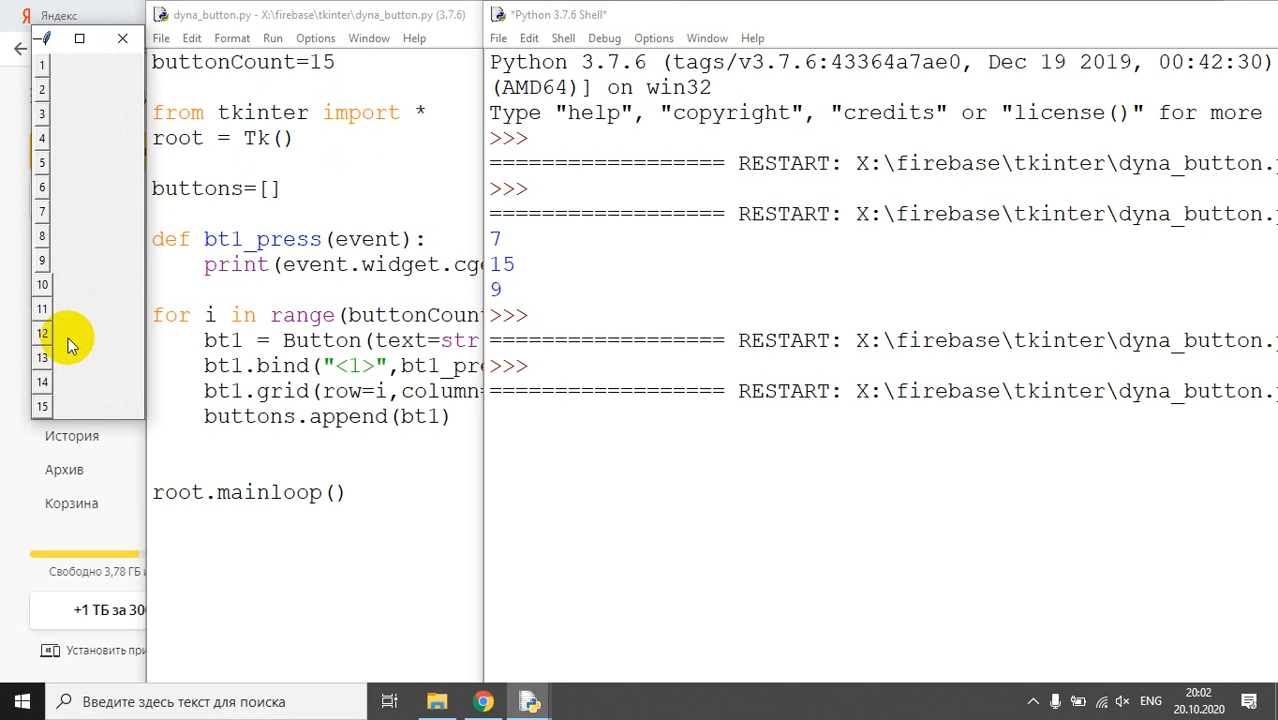 Яндекс
1
2
3
4
5
6
7
8
9
10
11
12
13
14
15
История
Архив
Корзина
Свободно 3,78 ГБ и
+1 ТБ за 300
Установить при
dyna_button.py - X:\firebase\tkinter\dyna_button.py (3.7.6)
File Edit Format Run Options Window Help
buttonCount=15
from tkinter import *
root = Tk()
buttons=[]
def bt1_press(event):
print(event.widget.cge
for i in range(buttonCount
bt1 = Button(text=str
bt1.bind("<1>",bt1_pre
bt1.grid(row=i,column=
buttons.append(bt1)
root.mainloop()
*Python 3.7.6 Shell*
File Edit Shell Debug Options Window Help
Python 3.7.6 (tags/v3.7.6:43364a7ae0, Dec 19 2019, 00:42:30)
(AMD64)] on win32
Type "help", "copyright", "credits" or "license()" for more
>>>
================== RESTART: X:\firebase\tkinter\dyna_button.p
>>>
================== RESTART: X:\firebase\tkinter\dyna_button.p
7
15
9
>>>
================== RESTART: X:\firebase\tkinter\dyna_button.p
>>>
================== RESTART: X:\firebase\tkinter\dyna_button.p
Введите здесь текст для поиска
ENG
20:02
20.10.2020